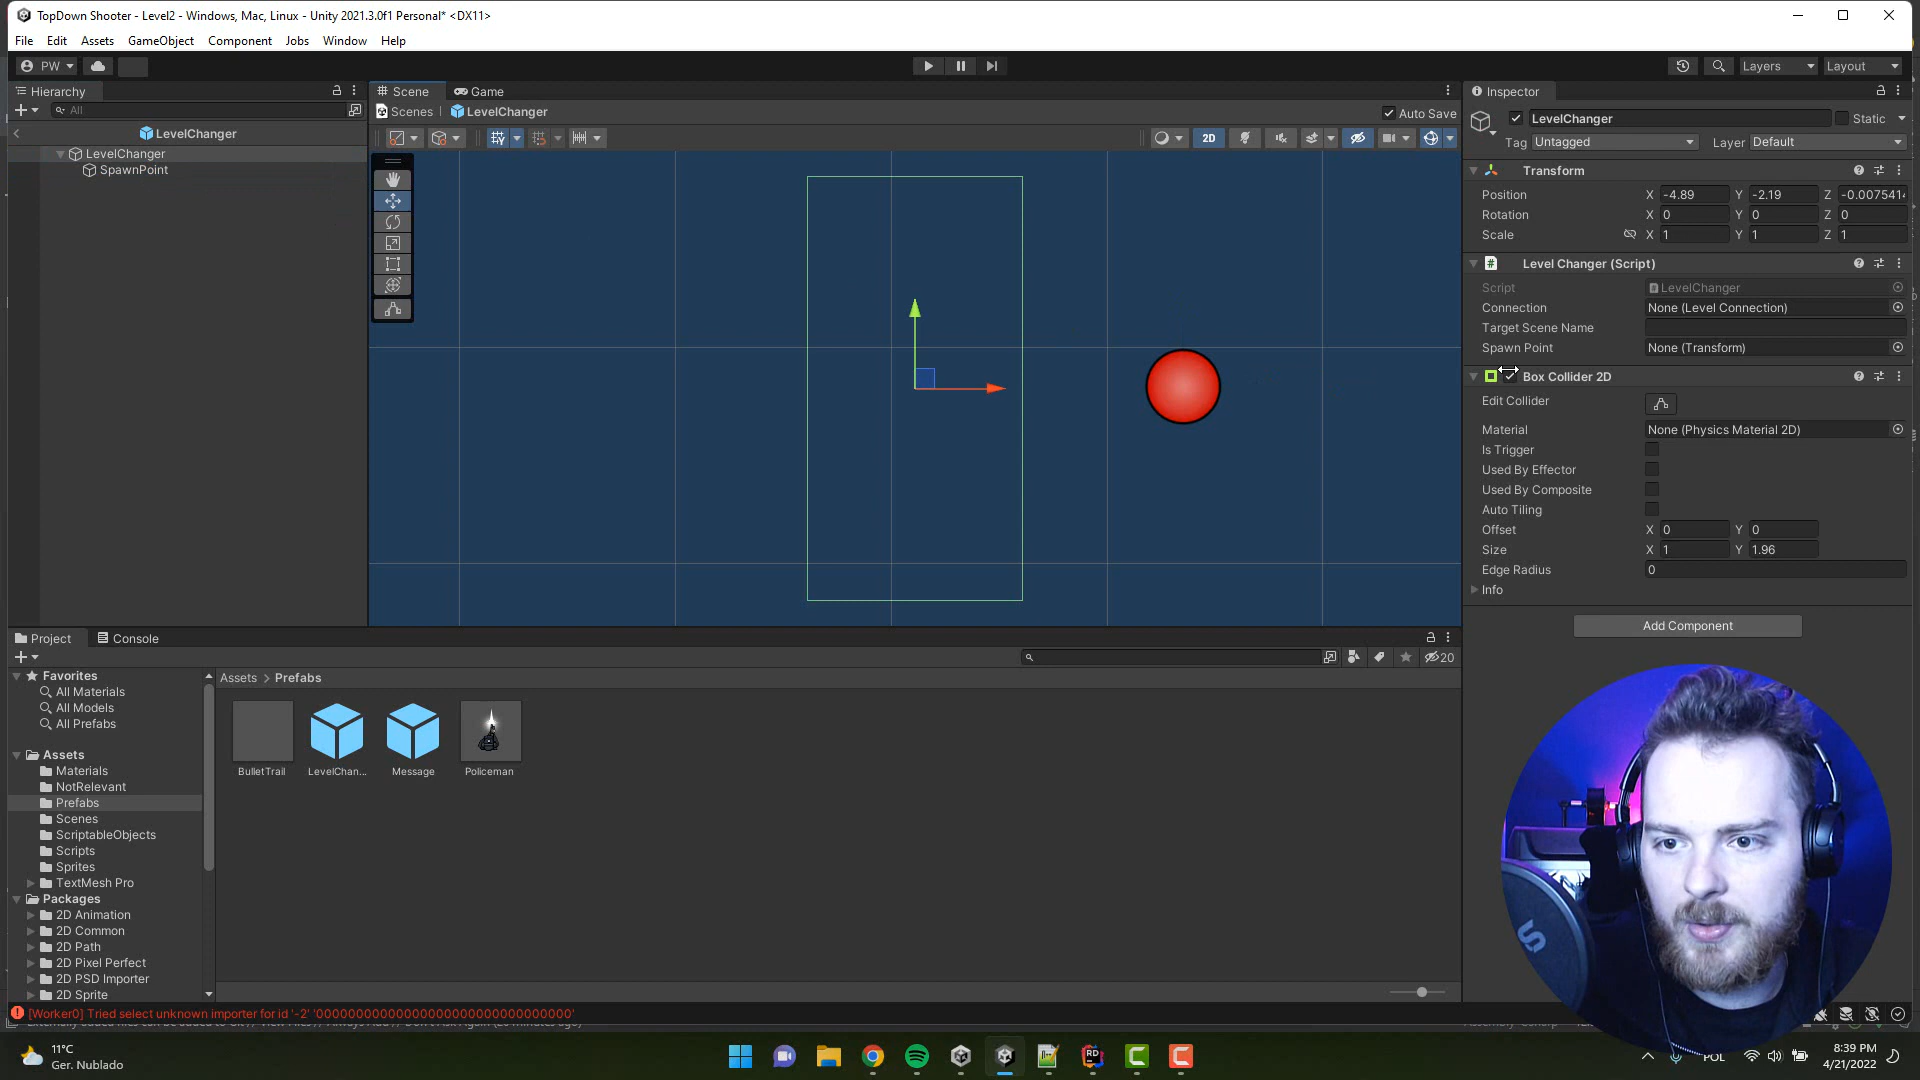 TopDown Shooter - Level2 - Windows, Mac, Linux - Unity 2021.3.0f1 Personal* <DX11>
File Edit Assets GameObject Component Jobs Window Help
PW Layers Layout
Hierarchy Scene Game Inspector
All Scenes LevelChanger Auto Save LevelChanger Static
LevelChanger 2D Tag Untagged Layer Default
LevelChanger
SpawnPoint
Transform
Position X -4.89 Y -2.19 Z -0.007541
Rotation X 0 Y 0 Z 0
Scale X 1 Y 1 Z 1
# Level Changer (Script)
Script LevelChanger
Connection None (Level Connection)
Target Scene Name
Spawn Point None (Transform)
Box Collider 2D
Edit Collider
Material None (Physics Material 2D)
Is Trigger
Used By Effector
Used By Composite
Auto Tiling
Offset X 0 Y 0
Size X 1 Y 1.96
Edge Radius 0
Info
Add Component
Project Console
20
Favorites
All Materials
All Models
All Prefabs
Assets
Materials
NotRelevant
Prefabs
Scenes
ScriptableObjects
Scripts
Sprites
TextMesh Pro
Packages
2D Animation
2D Common
2D Path
2D Pixel Perfect
2D PSD Importer
2D Sprite
Assets > Prefabs
BulletTrail LevelChan... Message Policeman
[Worker0] Tried select unknown importer for id '-2' '00000000000000000000000000000000'
11°C
Ger. Nublado
RD
POL
8:39 PM
4/21/2022